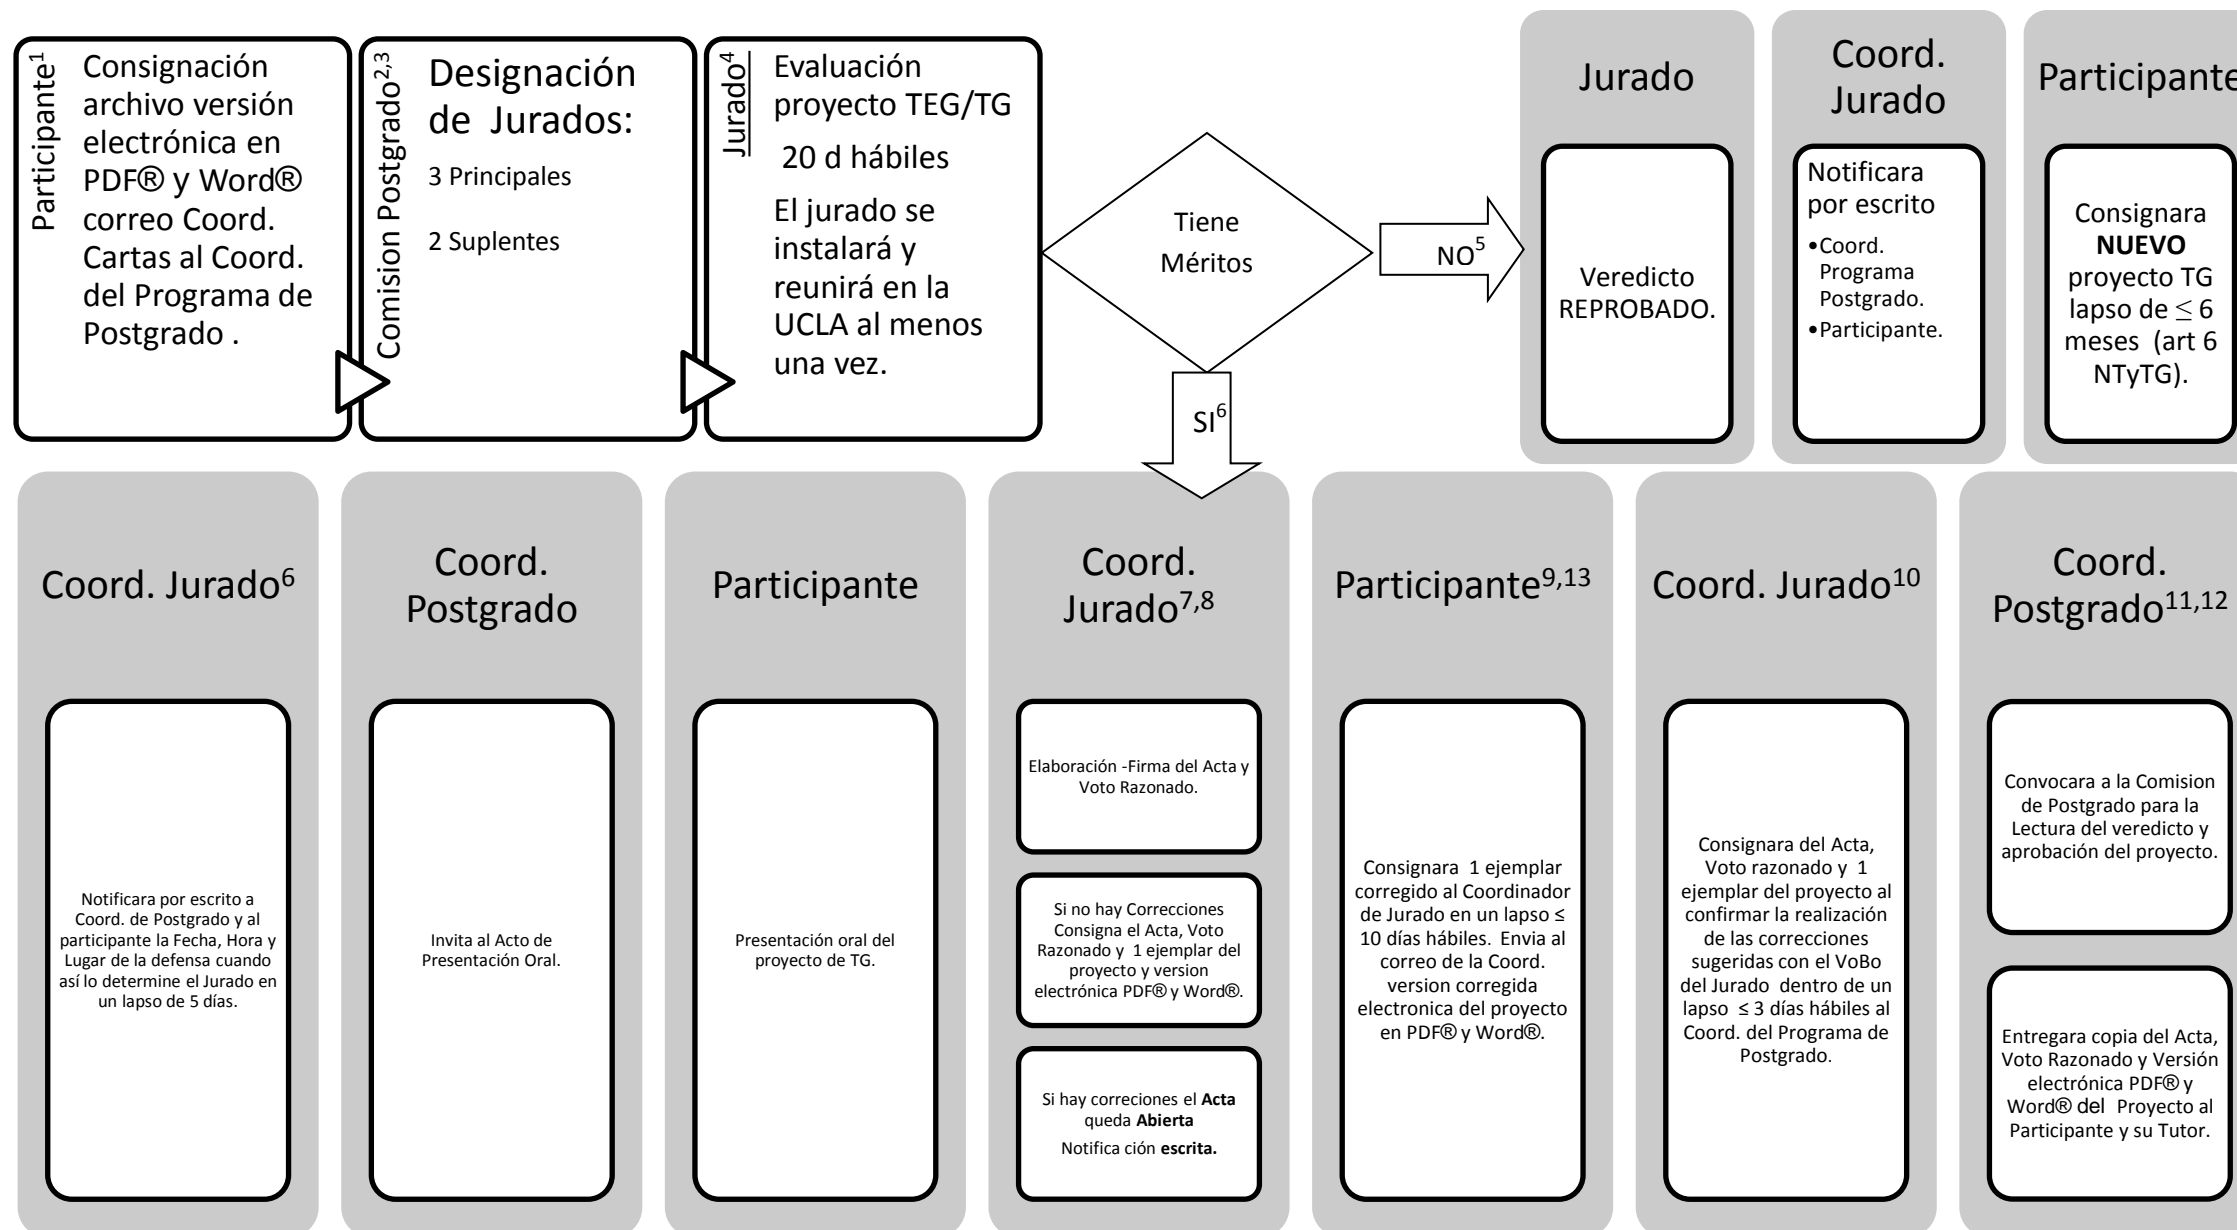 Participante¹
Consignación
archivo versión
electrónica en
PDF® y Word®
correo Coord.
Cartas al Coord.
del Programa de
Postgrado .
Comision Postgrado²,³
Designación
de Jurados:
3 Principales
2 Suplentes
Jurado⁴
Evaluación
proyecto TEG/TG
20 d hábiles
El jurado se
instalará y
reunirá en la
UCLA al menos
una vez.
Tiene
Méritos
NO⁵
SI⁶
Jurado
Veredicto
REPROBADO.
Coord.
Jurado
Notificara
por escrito
•Coord.
Programa
Postgrado.
•Participante.
Participante
Consignara
NUEVO
proyecto TG
lapso de ≤ 6
meses (art 6
NTyTG).
Coord. Jurado⁶
Notificara por escrito a
Coord. de Postgrado y al
participante la Fecha, Hora y
Lugar de la defensa cuando
así lo determine el Jurado en
un lapso de 5 días.
Coord.
Postgrado
Invita al Acto de
Presentación Oral.
Participante
Presentación oral del
proyecto de TG.
Coord.
Jurado⁷,⁸
Elaboración -Firma del Acta y
Voto Razonado.
Si no hay Correcciones
Consigna el Acta, Voto
Razonado y 1 ejemplar del
proyecto y version
electrónica PDF® y Word®.
Si hay correciones el Acta
queda Abierta
Notifica ción escrita.
Participante⁹,¹³
Consignara 1 ejemplar
corregido al Coordinador
de Jurado en un lapso ≤
10 días hábiles. Envia al
correo de la Coord.
version corregida
electronica del proyecto
en PDF® y Word®.
Coord. Jurado¹⁰
Consignara del Acta,
Voto razonado y 1
ejemplar del proyecto al
confirmar la realización
de las correcciones
sugeridas con el VoBo
del Jurado dentro de un
lapso ≤ 3 días hábiles al
Coord. del Programa de
Postgrado.
Coord.
Postgrado¹¹,¹²
Convocara a la Comision
de Postgrado para la
Lectura del veredicto y
aprobación del proyecto.
Entregara copia del Acta,
Voto Razonado y Versión
electrónica PDF® y
Word® del Proyecto al
Participante y su Tutor.